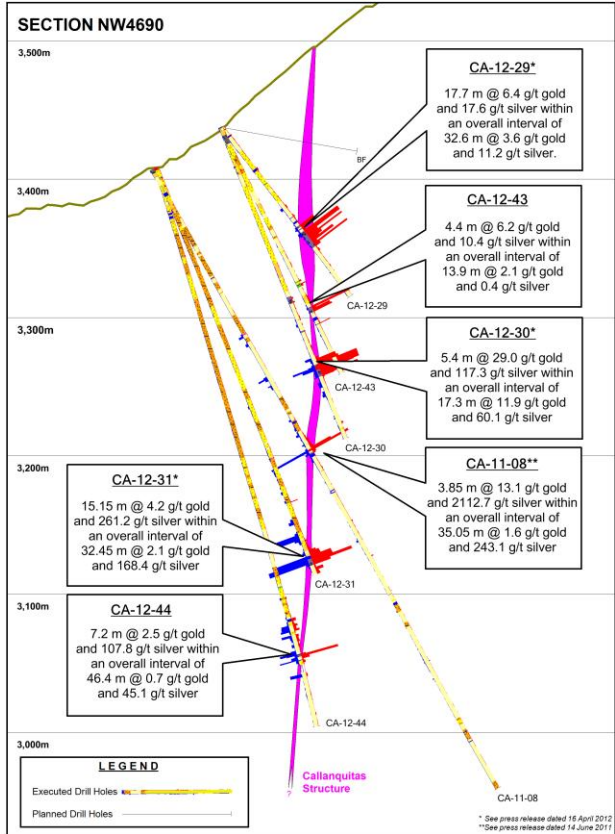 SECTION NW4690
3,500m
CA-12-29*
17.7 m @ 6.4 g/t gold
and 17.6 g/t silver within
an overall interval of
32.6 m @ 3.6 g/t gold
and 11.2 g/t silver.
BF
3,400m
CA-12-43
4.4 m @ 6.2 g/t gold
and 10.4 g/t silver within
an overall interval of
13.9 m @ 2.1 g/t gold
and 0.4 g/t silver
CA-12-29
3,300m
CA-12-30*
5.4 m @ 29.0 g/t gold
and 117.3 g/t silver within
an overall interval of
17.3 m @ 11.9 g/t gold
and 60.1 g/t silver
CA-12-43
CA-12-30
3,200m
CA-11-08**
3.85 m @ 13.1 g/t gold
and 2112.7 g/t silver within
an overall interval of
35.05 m @ 1.6 g/t gold
and 243.1 g/t silver
CA-12-31*
15.15 m @ 4.2 g/t gold
and 261.2 g/t silver within
an overall interval of
32.45 m @ 2.1 g/t gold
and 168.4 g/t silver
CA-12-31
3,100m
CA-12-44
7.2 m @ 2.5 g/t gold
and 107.8 g/t silver within
an overall interval of
46.4 m @ 0.7 g/t gold
and 45.1 g/t silver
CA-12-44
3,000m
LEGEND
Executed Drill Holes
Planned Drill Holes
Callanquitas
Structure
?
CA-11-08
* See press release dated 16 April 2012
**See press release dated 14 June 2011